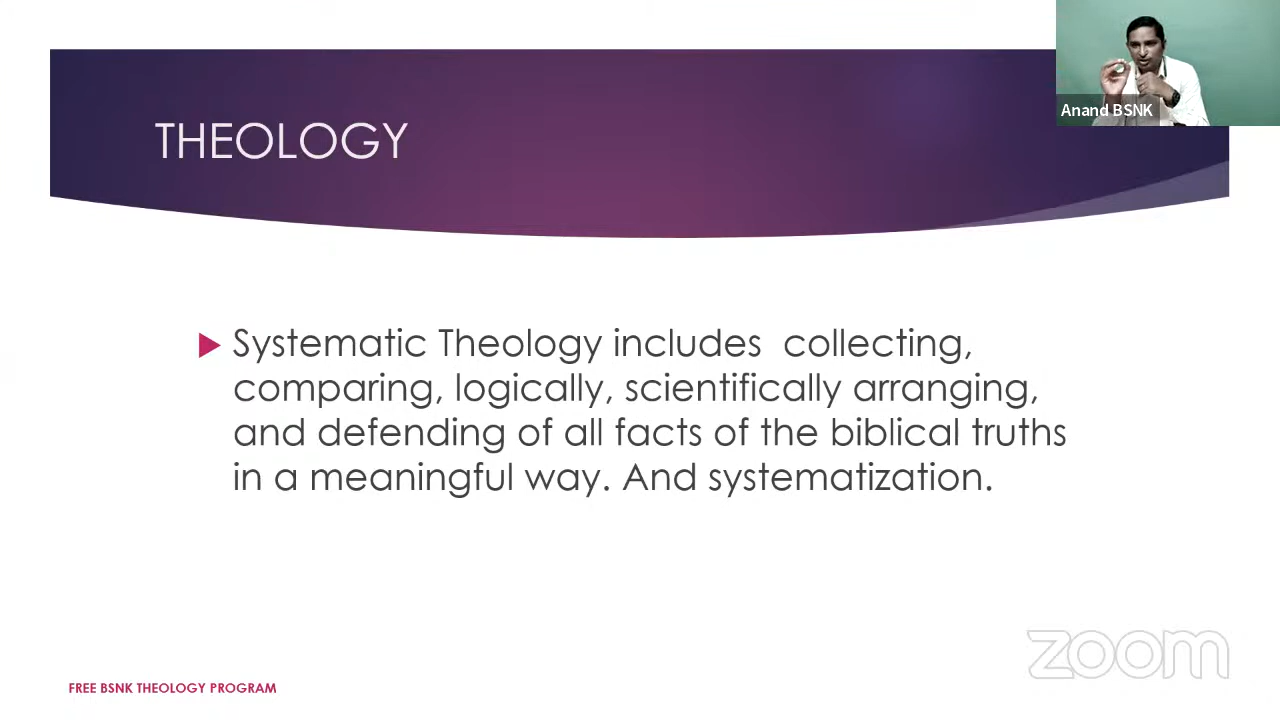 THEOLOGY
Anand BSNK
Systematic Theology includes  collecting,
comparing, logically, scientifically arranging,
and defending of all facts of the biblical truths
in a meaningful way. And systematization.
zoom
FREE BSNK THEOLOGY PROGRAM